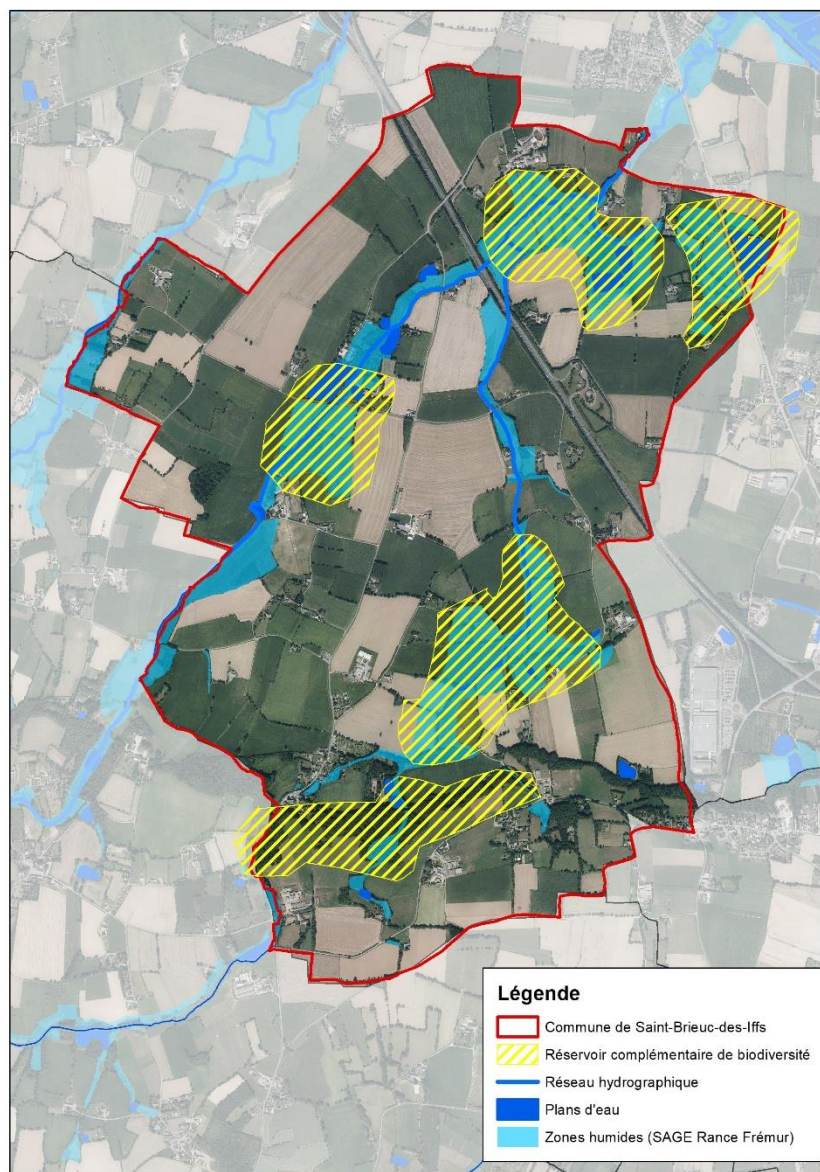 Légende
Commune de Saint-Brieuc-des-Iffs
Réservoir complémentaire de biodiversité
Réseau hydrographique
Plans d'eau
Zones humides (SAGE Rance Frémur)